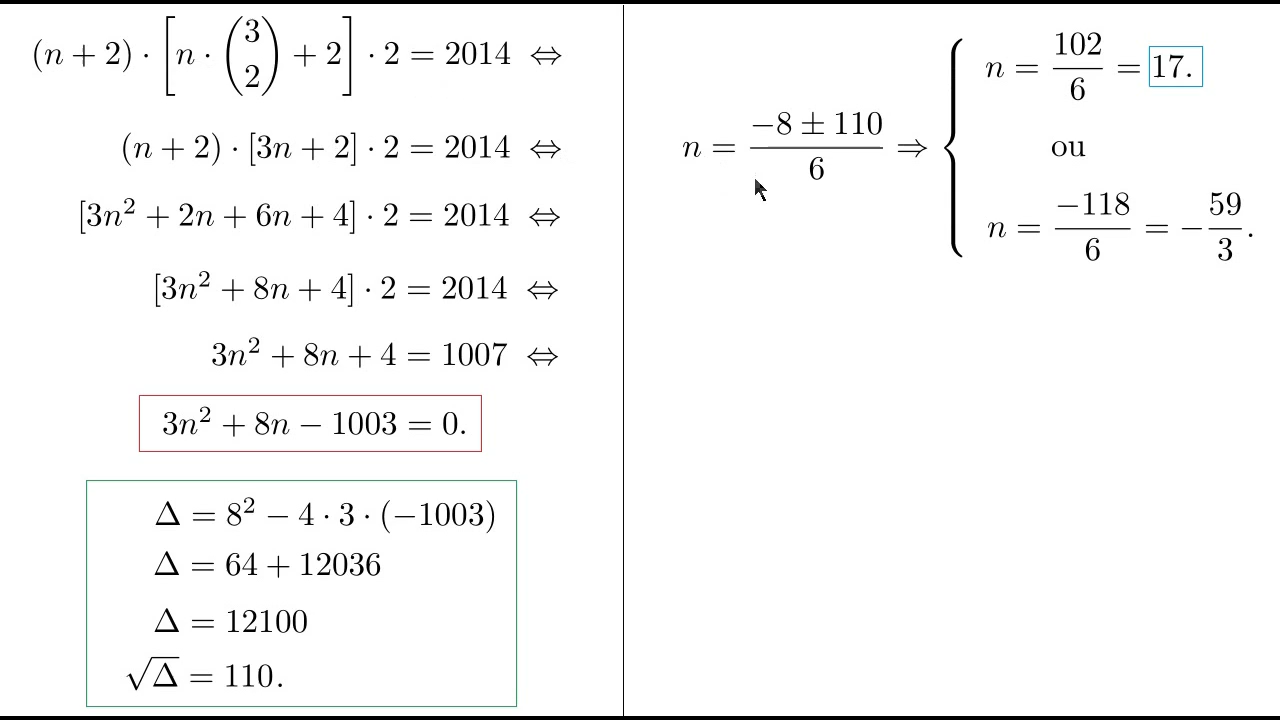 (n + 2) · [n · (3 2) + 2] · 2 = 2014 ⇔
(n + 2) · [3n + 2] · 2 = 2014 ⇔
[3n² + 2n + 6n + 4] · 2 = 2014 ⇔
[3n² + 8n + 4] · 2 = 2014 ⇔
3n² + 8n + 4 = 1007 ⇔
3n² + 8n − 1003 = 0.
Δ = 8² − 4 · 3 · (−1003)
Δ = 64 + 12036
Δ = 12100
√Δ = 110.
n = (−8 ± 110)/6 ⇒ {
n = 102/6 = 17.
ou
n = −118/6 = −59/3.